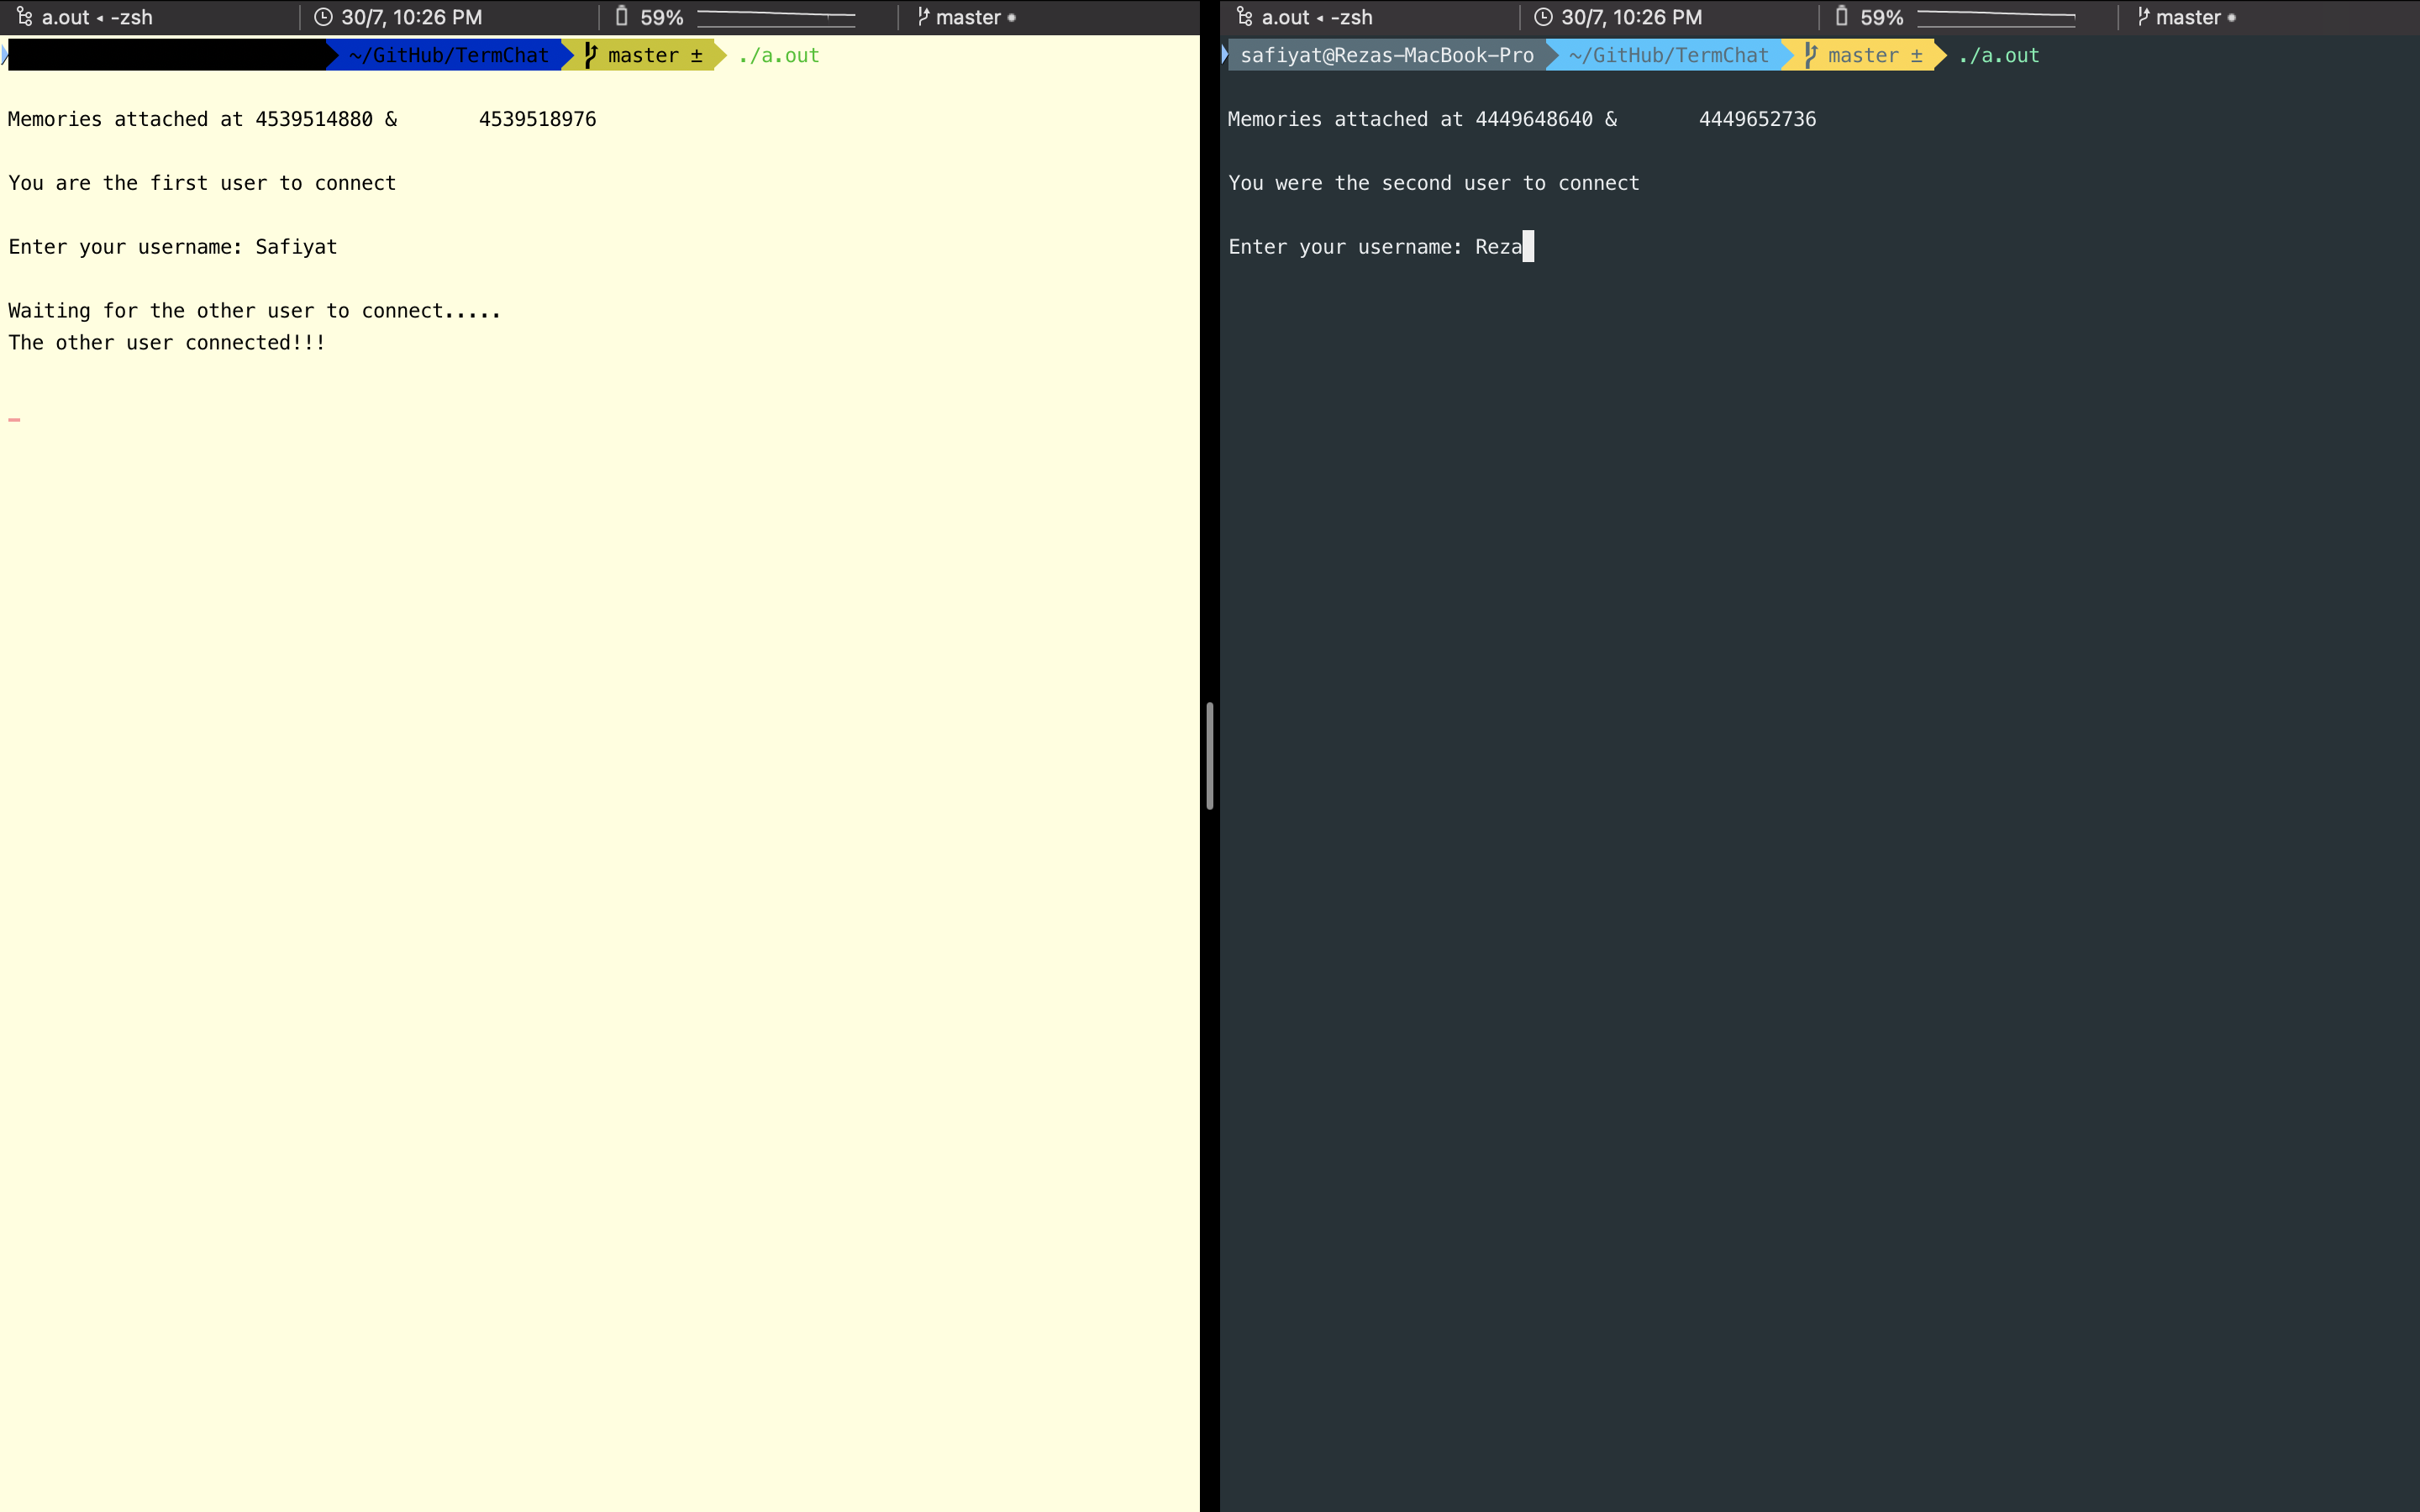 a.out ◂ -zsh 30/7, 10:26 PM 59% master ●
~/GitHub/TermChat master ± ./a.out
Memories attached at 4539514880 & 4539518976
You are the first user to connect
Enter your username: Safiyat
Waiting for the other user to connect.....
The other user connected!!!
a.out ◂ -zsh 30/7, 10:26 PM 59% master ●
safiyat@Rezas-MacBook-Pro ~/GitHub/TermChat master ± ./a.out
Memories attached at 4449648640 & 4449652736
You were the second user to connect
Enter your username: Reza